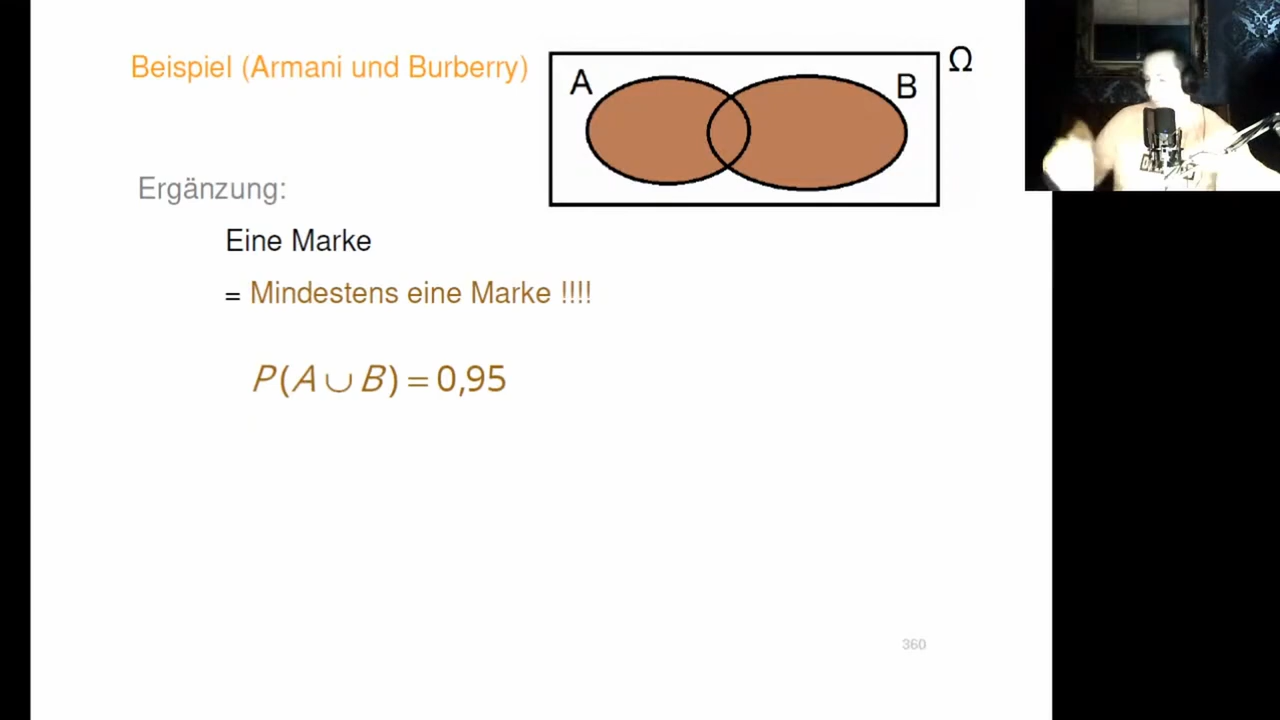 Beispiel (Armani und Burberry)
A
B
Ω
Ergänzung:
Eine Marke
= Mindestens eine Marke !!!!
P(A ∪ B) = 0,95
360